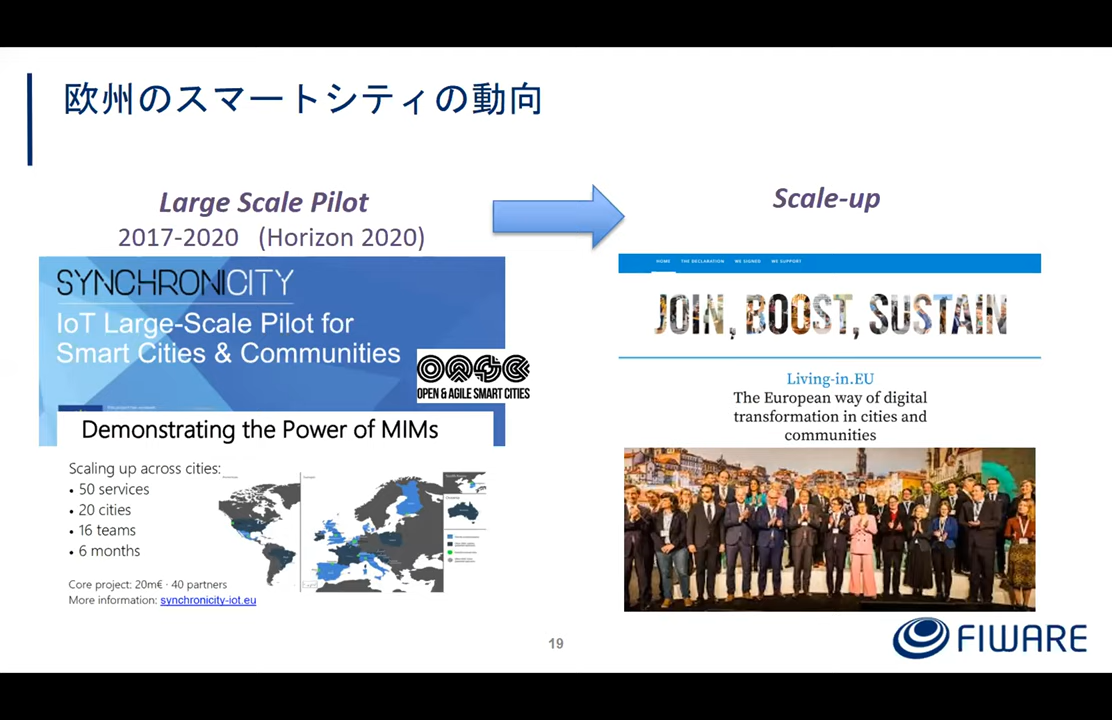 欧州のスマートシティの動向
Large Scale Pilot
2017-2020 (Horizon 2020)
SYNCHRONICITY
IoT Large-Scale Pilot for
Smart Cities & Communities
OPEN & AGILE SMART CITIES
Demonstrating the Power of MIMs
Scaling up across cities:
• 50 services
• 20 cities
• 16 teams
• 6 months
Core project: 20m€ · 40 partners
More information: synchronicity-iot.eu
Scale-up
HOME THE DECLARATION WE SIGNED WE SUPPORT
JOIN, BOOST, SUSTAIN
Living-in.EU
The European way of digital
transformation in cities and
communities
19
FIWARE